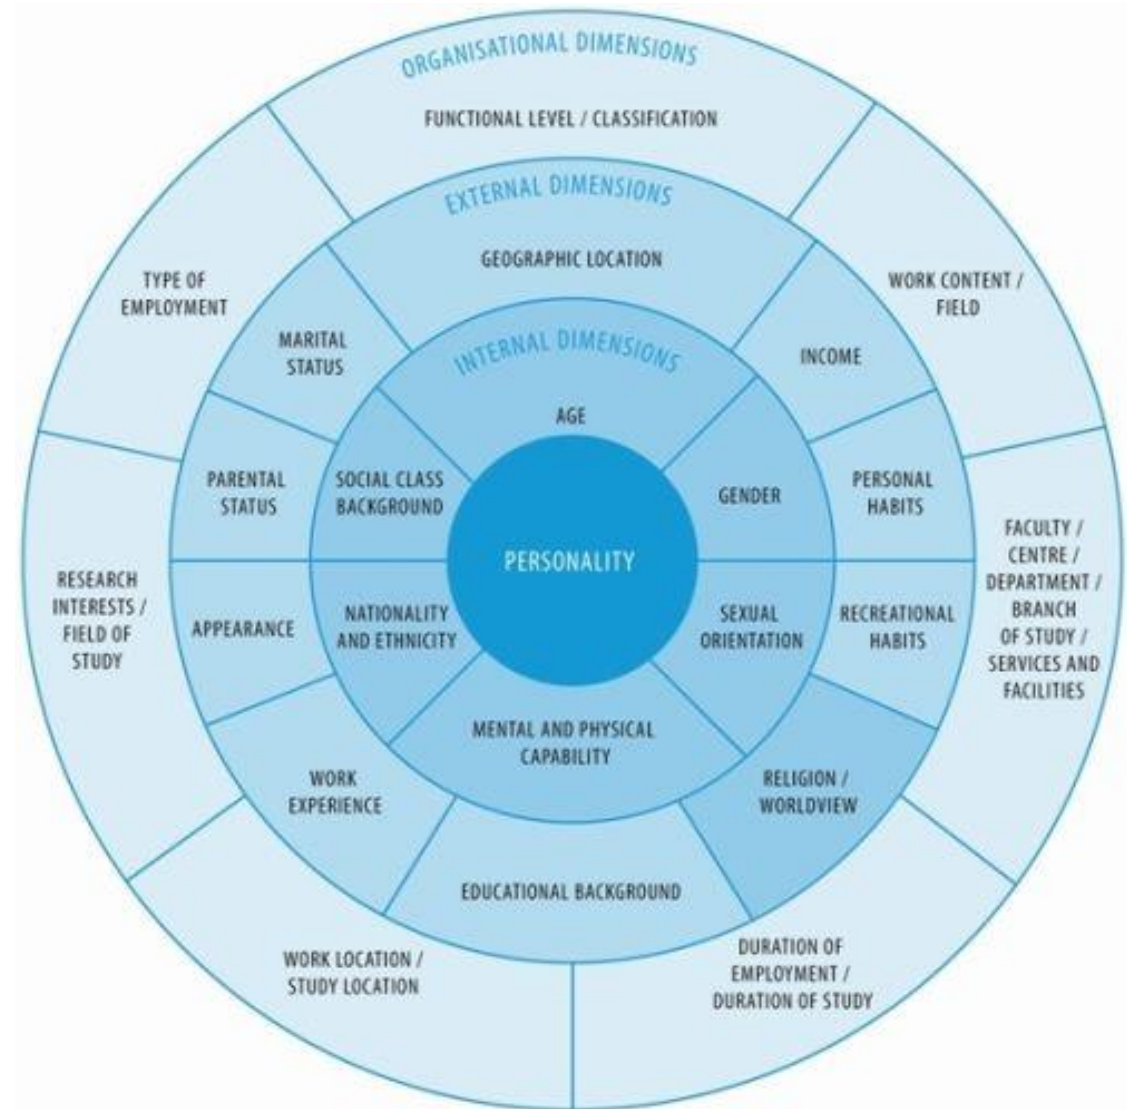 ORGANISATIONAL DIMENSIONS
FUNCTIONAL LEVEL / CLASSIFICATION
WORK CONTENT /
FIELD
FACULTY /
CENTRE /
DEPARTMENT /
BRANCH
OF STUDY /
SERVICES AND
FACILITIES
DURATION OF
EMPLOYMENT /
DURATION OF STUDY
WORK LOCATION /
STUDY LOCATION
RESEARCH
INTERESTS /
FIELD OF
STUDY
TYPE OF
EMPLOYMENT
EXTERNAL DIMENSIONS
GEOGRAPHIC LOCATION
INCOME
PERSONAL
HABITS
RECREATIONAL
HABITS
RELIGION /
WORLDVIEW
EDUCATIONAL BACKGROUND
WORK
EXPERIENCE
APPEARANCE
PARENTAL
STATUS
MARITAL
STATUS
INTERNAL DIMENSIONS
AGE
GENDER
SEXUAL
ORIENTATION
MENTAL AND PHYSICAL
CAPABILITY
NATIONALITY
AND ETHNICITY
SOCIAL CLASS
BACKGROUND
PERSONALITY